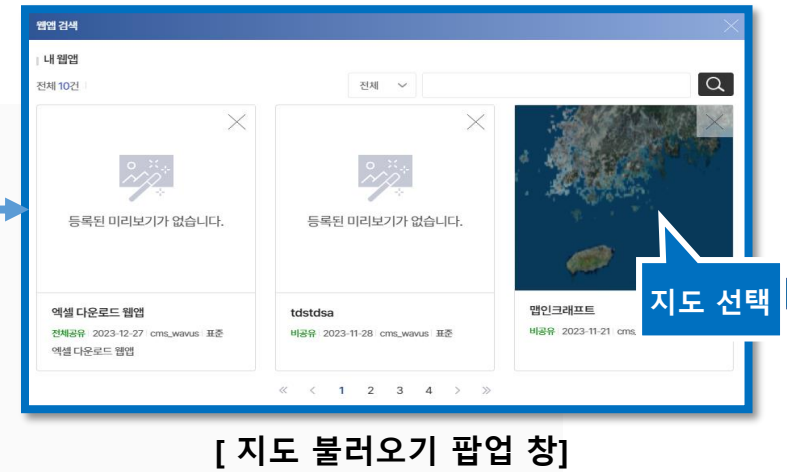 웹앱 검색
내 웹앱
전체 10건
전체
등록된 미리보기가 없습니다.
등록된 미리보기가 없습니다.
지도 선택
엑셀 다운로드 웹앱
전체공유 2023-12-27 cms_wavus 표준
엑셀 다운로드 웹앱
tdstdsa
비공유 2023-11-28 cms_wavus 표준
맵인크래프트
비공유 2023-11-21 cms_
« < 1 2 3 4 > »
[ 지도 불러오기 팝업 창]